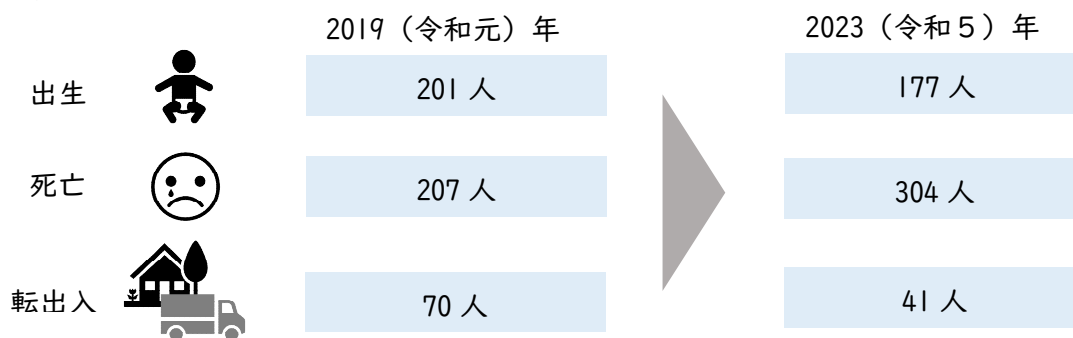 2019（令和元）年
2023（令和５）年
出生
201 人
177 人
死亡
207 人
304 人
転出入
70 人
41 人